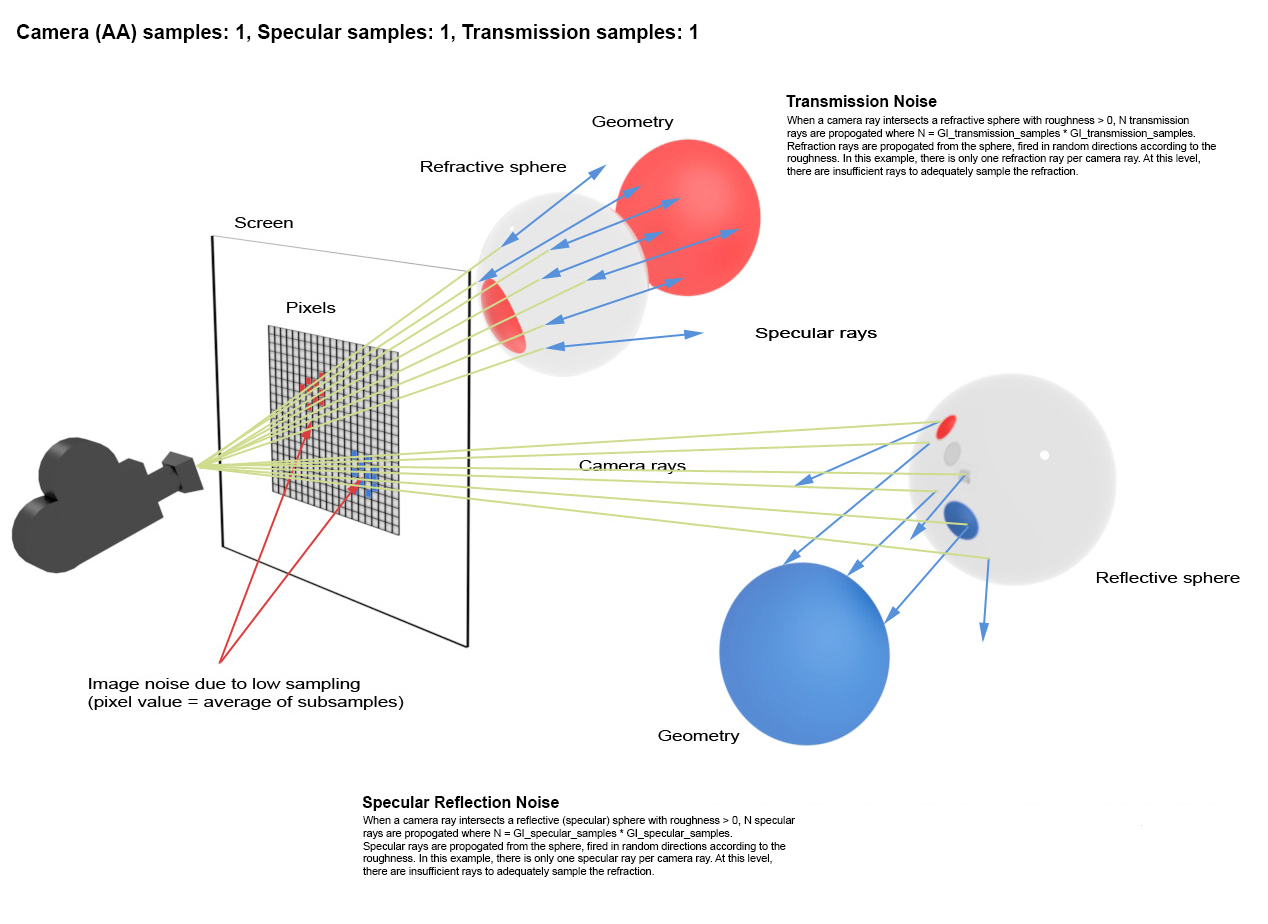 Camera (AA) samples: 1, Specular samples: 1, Transmission samples: 1
Transmission Noise
When a camera ray intersects a refractive sphere with roughness > 0, N transmission
rays are propogated where N = GI_transmission_samples * GI_transmission_samples.
Refraction rays are propogated from the sphere, fired in random directions according to the
roughness. In this example, there is only one refraction ray per camera ray. At this level,
there are insufficient rays to adequately sample the refraction.
Geometry
Refractive sphere
Screen
Pixels
Specular rays
Camera rays
Reflective sphere
Image noise due to low sampling
(pixel value = average of subsamples)
Geometry
Specular Reflection Noise
When a camera ray intersects a reflective (specular) sphere with roughness > 0, N specular
rays are propogated where N = GI_specular_samples * GI_specular_samples.
Specular rays are propogated from the sphere, fired in random directions according to the
roughness. In this example, there is only one specular ray per camera ray. At this level,
there are insufficient rays to adequately sample the refraction.